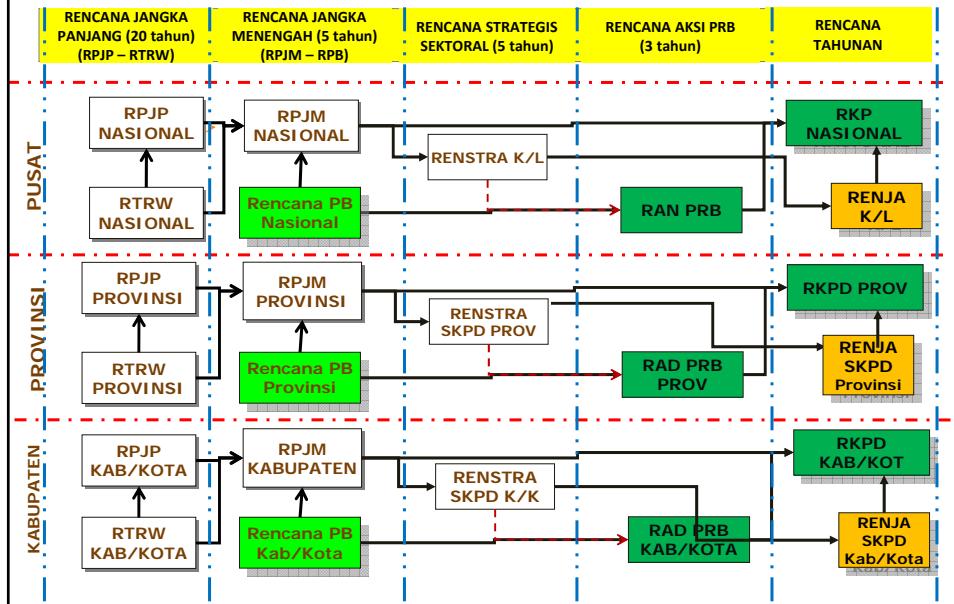 RENCANA JANGKA
PANJANG (20 tahun)
(RPJP – RTRW)
RENCANA JANGKA
MENENGAH (5 tahun)
(RPJM – RPB)
RENCANA STRATEGIS
SEKTORAL (5 tahun)
RENCANA AKSI PRB
(3 tahun)
RENCANA
TAHUNAN
PUSAT
RPJP
NASIONAL
RPJM
NASIONAL
RENSTRA K/L
RKP
NASIONAL
RTRW
NASIONAL
Rencana PB
Nasional
RAN PRB
RENJA
K/L
PROVINSI
RPJP
PROVINSI
RPJM
PROVINSI
RENSTRA
SKPD PROV
RKPD PROV
RTRW
PROVINSI
Rencana PB
Provinsi
RAD PRB
PROV
RENJA
SKPD
Provinsi
KABUPATEN
RPJP
KAB/KOTA
RPJM
KABUPATEN
RENSTRA
SKPD K/K
RKPD
KAB/KOT
RTRW
KAB/KOTA
Rencana PB
Kab/Kota
RAD PRB
KAB/KOTA
RENJA
SKPD
Kab/Kota